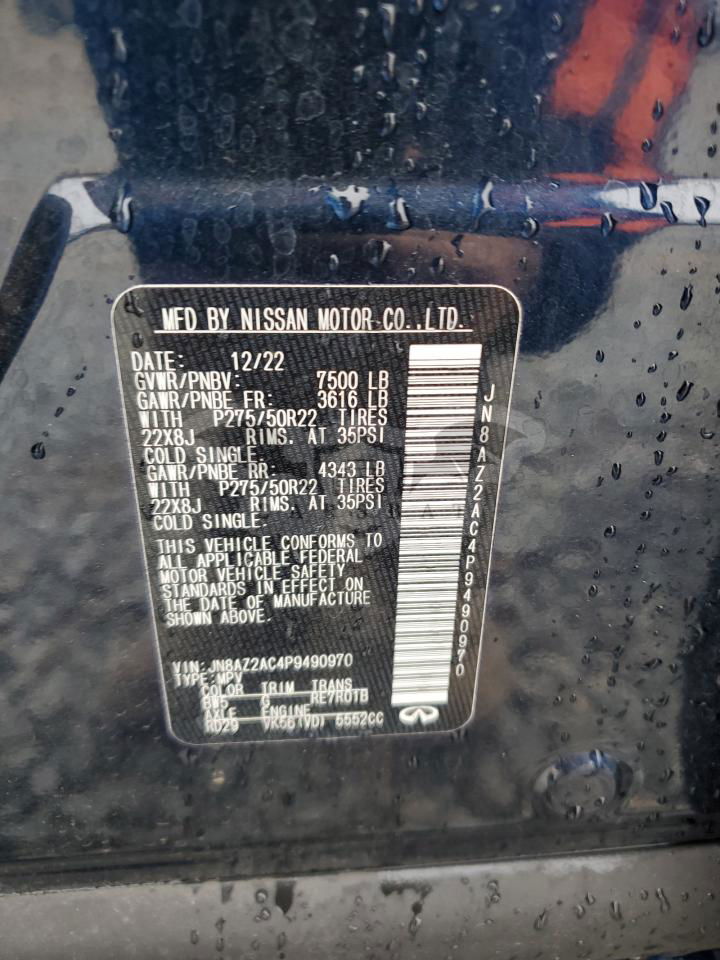 MFD BY NISSAN MOTOR CO.,LTD.
DATE: 12/22
GVWR/PNBV: 7500 LB
GAWR/PNBE FR: 3616 LB
WITH P275/50R22 TIRES
22X8J RIMS. AT 35PSI
COLD SINGLE.
GAWR/PNBE RR: 4343 LB
WITH P275/50R22 TIRES
22X8J RIMS. AT 35PSI
COLD SINGLE.
THIS VEHICLE CONFORMS TO
ALL APPLICABLE FEDERAL
MOTOR VEHICLE SAFETY
STANDARDS IN EFFECT ON
THE DATE OF MANUFACTURE
SHOWN ABOVE.
VIN:JN8AZ2AC4P9490970
TYPE:MPV
COLOR TRIM TRANS
BW5 G RE7R01B
AXLE ENGINE
RD29 VK56(VD) 5552CC
JN8AZ2AC4P9490970